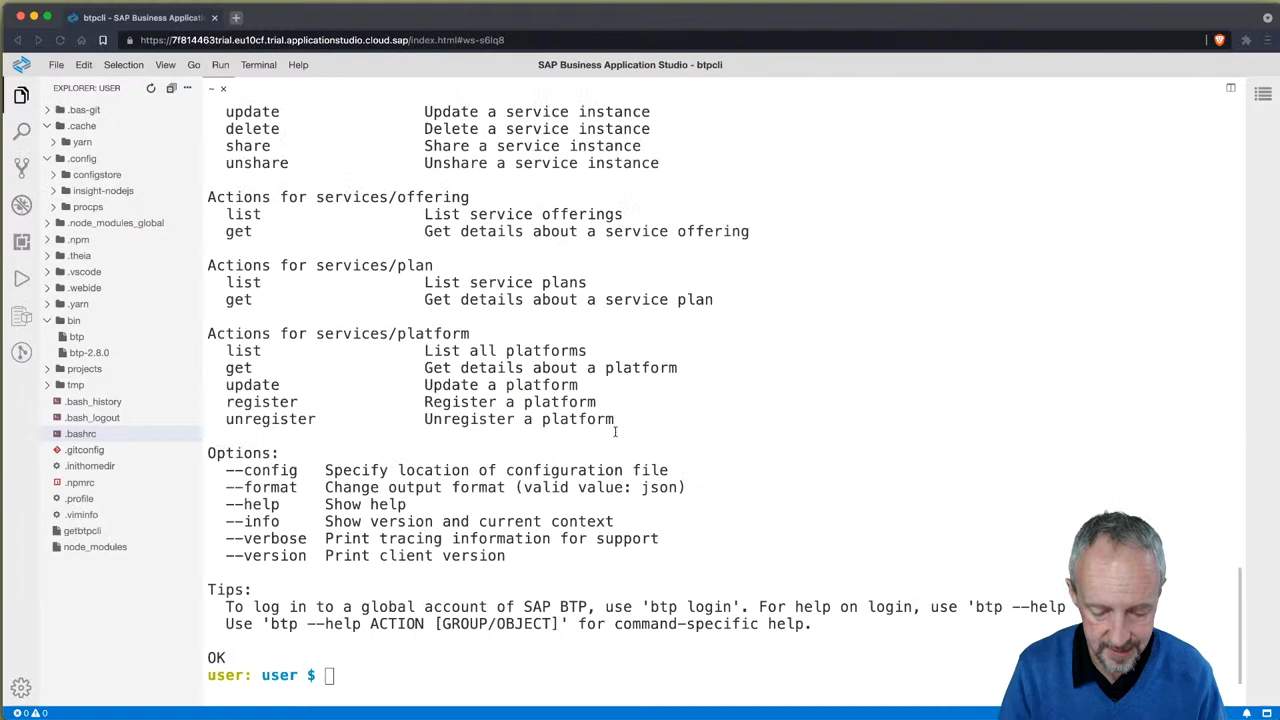 btpcli - SAP Business Applicati
https://7f814463trial.eu10cf.trial.applicationstudio.cloud.sap/index.html#ws-s6lq8
File Edit Selection View Go Run Terminal Help
SAP Business Application Studio - btpcli
EXPLORER: USER
~
.bas-git
.cache
yarn
.config
configstore
insight-nodejs
procps
.node_modules_global
.npm
.theia
.vscode
.webide
.yarn
bin
btp
btp-2.8.0
projects
tmp
.bash_history
.bash_logout
.bashrc
.gitconfig
.inithomedir
.npmrc
.profile
.viminfo
getbtpcli
node_modules
update Update a service instance
delete Delete a service instance
share Share a service instance
unshare Unshare a service instance
Actions for services/offering
list List service offerings
get Get details about a service offering
Actions for services/plan
list List service plans
get Get details about a service plan
Actions for services/platform
list List all platforms
get Get details about a platform
update Update a platform
register Register a platform
unregister Unregister a platform
Options:
--config Specify location of configuration file
--format Change output format (valid value: json)
--help Show help
--info Show version and current context
--verbose Print tracing information for support
--version Print client version
Tips:
To log in to a global account of SAP BTP, use 'btp login'. For help on login, use 'btp --help
Use 'btp --help ACTION [GROUP/OBJECT]' for command-specific help.
OK
user: user $
0 0